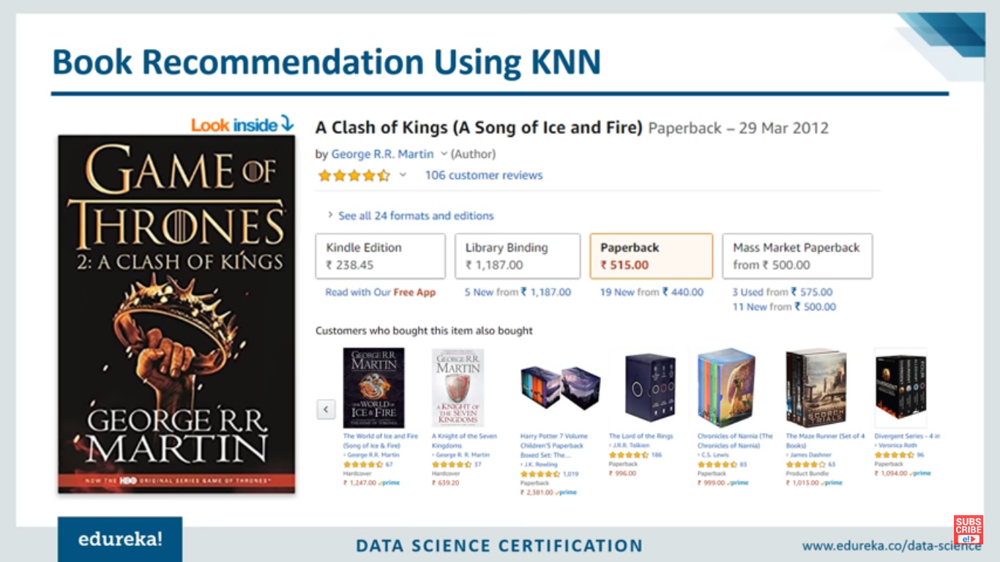 Book Recommendation Using KNN
Look inside
GAME OF
THRONES
2: A CLASH OF KINGS
GEORGE R.R.
MARTIN
NOW THE HBO ORIGINAL SERIES GAME OF THRONES
A Clash of Kings (A Song of Ice and Fire) Paperback – 29 Mar 2012
by George R.R. Martin (Author)
106 customer reviews
See all 24 formats and editions
Kindle Edition
₹ 238.45
Read with Our Free App
Library Binding
₹ 1,187.00
5 New from ₹ 1,187.00
Paperback
₹ 515.00
19 New from ₹ 440.00
Mass Market Paperback
from ₹ 500.00
3 Used from ₹ 575.00
11 New from ₹ 500.00
Customers who bought this item also bought
GEORGE R.R.
MARTIN
THE WORLD OF
ICE & FIRE
GEORGE R.R.
MARTIN
A KNIGHT OF
THE SEVEN
KINGDOMS
SCORCH
TRIALS
DIVERGENT
FOUR
The World of Ice and Fire
(Song of Ice & Fire)
› George R.R. Martin
67
Hardcover
₹ 1,247.00 prime
A Knight of the Seven
Kingdoms
› George R. R. Martin
37
Hardcover
₹ 639.20
Harry Potter 7 Volume
Children'S Paperback
Boxed Set: The...
› J.K. Rowling
1,019
Paperback
₹ 2,381.00 prime
The Lord of the Rings
› J.R.R. Tolkien
186
Paperback
₹ 996.00
Chronicles of Narnia (The
Chronicles of Narnia)
› C.S. Lewis
83
Paperback
₹ 999.00 prime
The Maze Runner (Set of 4
Books)
› James Dashner
63
Product Bundle
₹ 1,013.00 prime
Divergent Series - 4 in
› Veronica Roth
96
Paperback
₹ 1,094.00 prime
edureka!
DATA SCIENCE CERTIFICATION
www.edureka.co/data-science
SUBS
CRIBE
e!